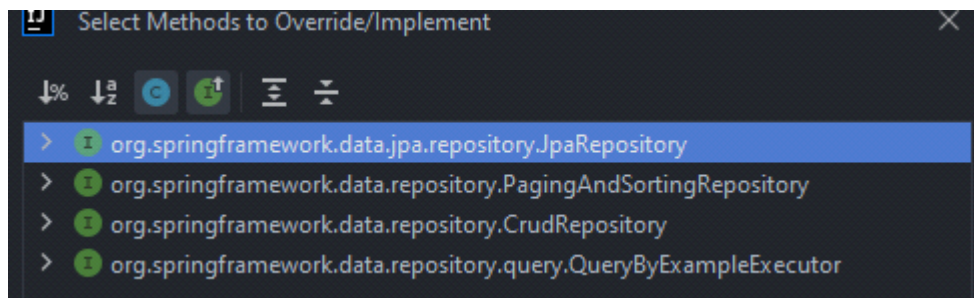 Select Methods to Override/Implement
org.springframework.data.jpa.repository.JpaRepository
org.springframework.data.repository.PagingAndSortingRepository
org.springframework.data.repository.CrudRepository
org.springframework.data.repository.query.QueryByExampleExecutor